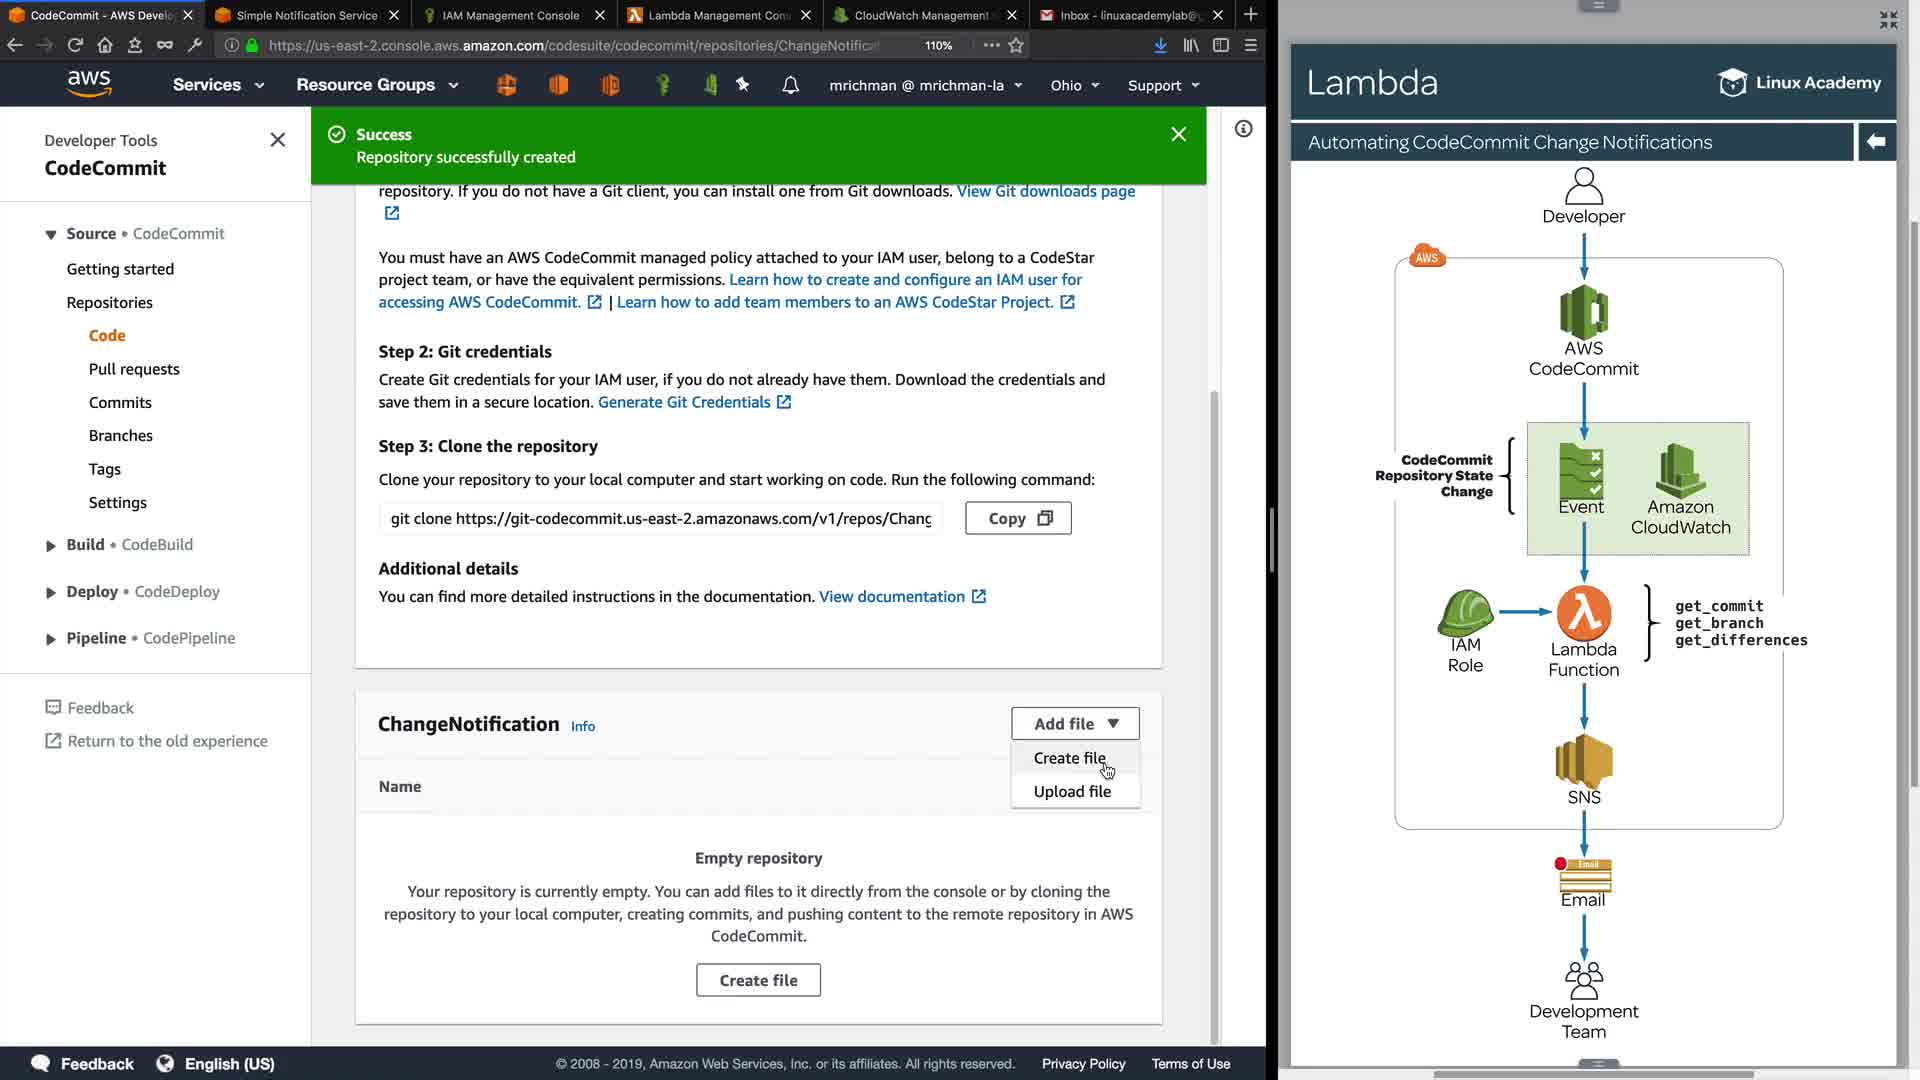 CodeCommit - AWS Develo
Simple Notification Service
IAM Management Console
Lambda Management Con
CloudWatch Management
Inbox - linuxacademylab@g
https://us-east-2.console.aws.amazon.com/codesuite/codecommit/repositories/ChangeNotific
110%
aws
Services
Resource Groups
mrichman @ mrichman-la
Ohio
Support
Developer Tools
CodeCommit
Source • CodeCommit
Getting started
Repositories
Code
Pull requests
Commits
Branches
Tags
Settings
Build • CodeBuild
Deploy • CodeDeploy
Pipeline • CodePipeline
Feedback
Return to the old experience
Success
Repository successfully created
repository. If you do not have a Git client, you can install one from Git downloads. View Git downloads page
You must have an AWS CodeCommit managed policy attached to your IAM user, belong to a CodeStar
project team, or have the equivalent permissions. Learn how to create and configure an IAM user for
accessing AWS CodeCommit. | Learn how to add team members to an AWS CodeStar Project.
Step 2: Git credentials
Create Git credentials for your IAM user, if you do not already have them. Download the credentials and
save them in a secure location. Generate Git Credentials
Step 3: Clone the repository
Clone your repository to your local computer and start working on code. Run the following command:
git clone https://git-codecommit.us-east-2.amazonaws.com/v1/repos/Chang
Copy
Additional details
You can find more detailed instructions in the documentation. View documentation
ChangeNotification Info
Add file
Create file
Upload file
Name
Empty repository
Your repository is currently empty. You can add files to it directly from the console or by cloning the
repository to your local computer, creating commits, and pushing content to the remote repository in AWS
CodeCommit.
Create file
Feedback
English (US)
© 2008 - 2019, Amazon Web Services, Inc. or its affiliates. All rights reserved.
Privacy Policy
Terms of Use
Lambda
Linux Academy
Automating CodeCommit Change Notifications
Developer
AWS
AWS
CodeCommit
CodeCommit
Repository State
Change
Event
Amazon
CloudWatch
IAM
Role
Lambda
Function
get_commit
get_branch
get_differences
SNS
Email
Email
Development
Team